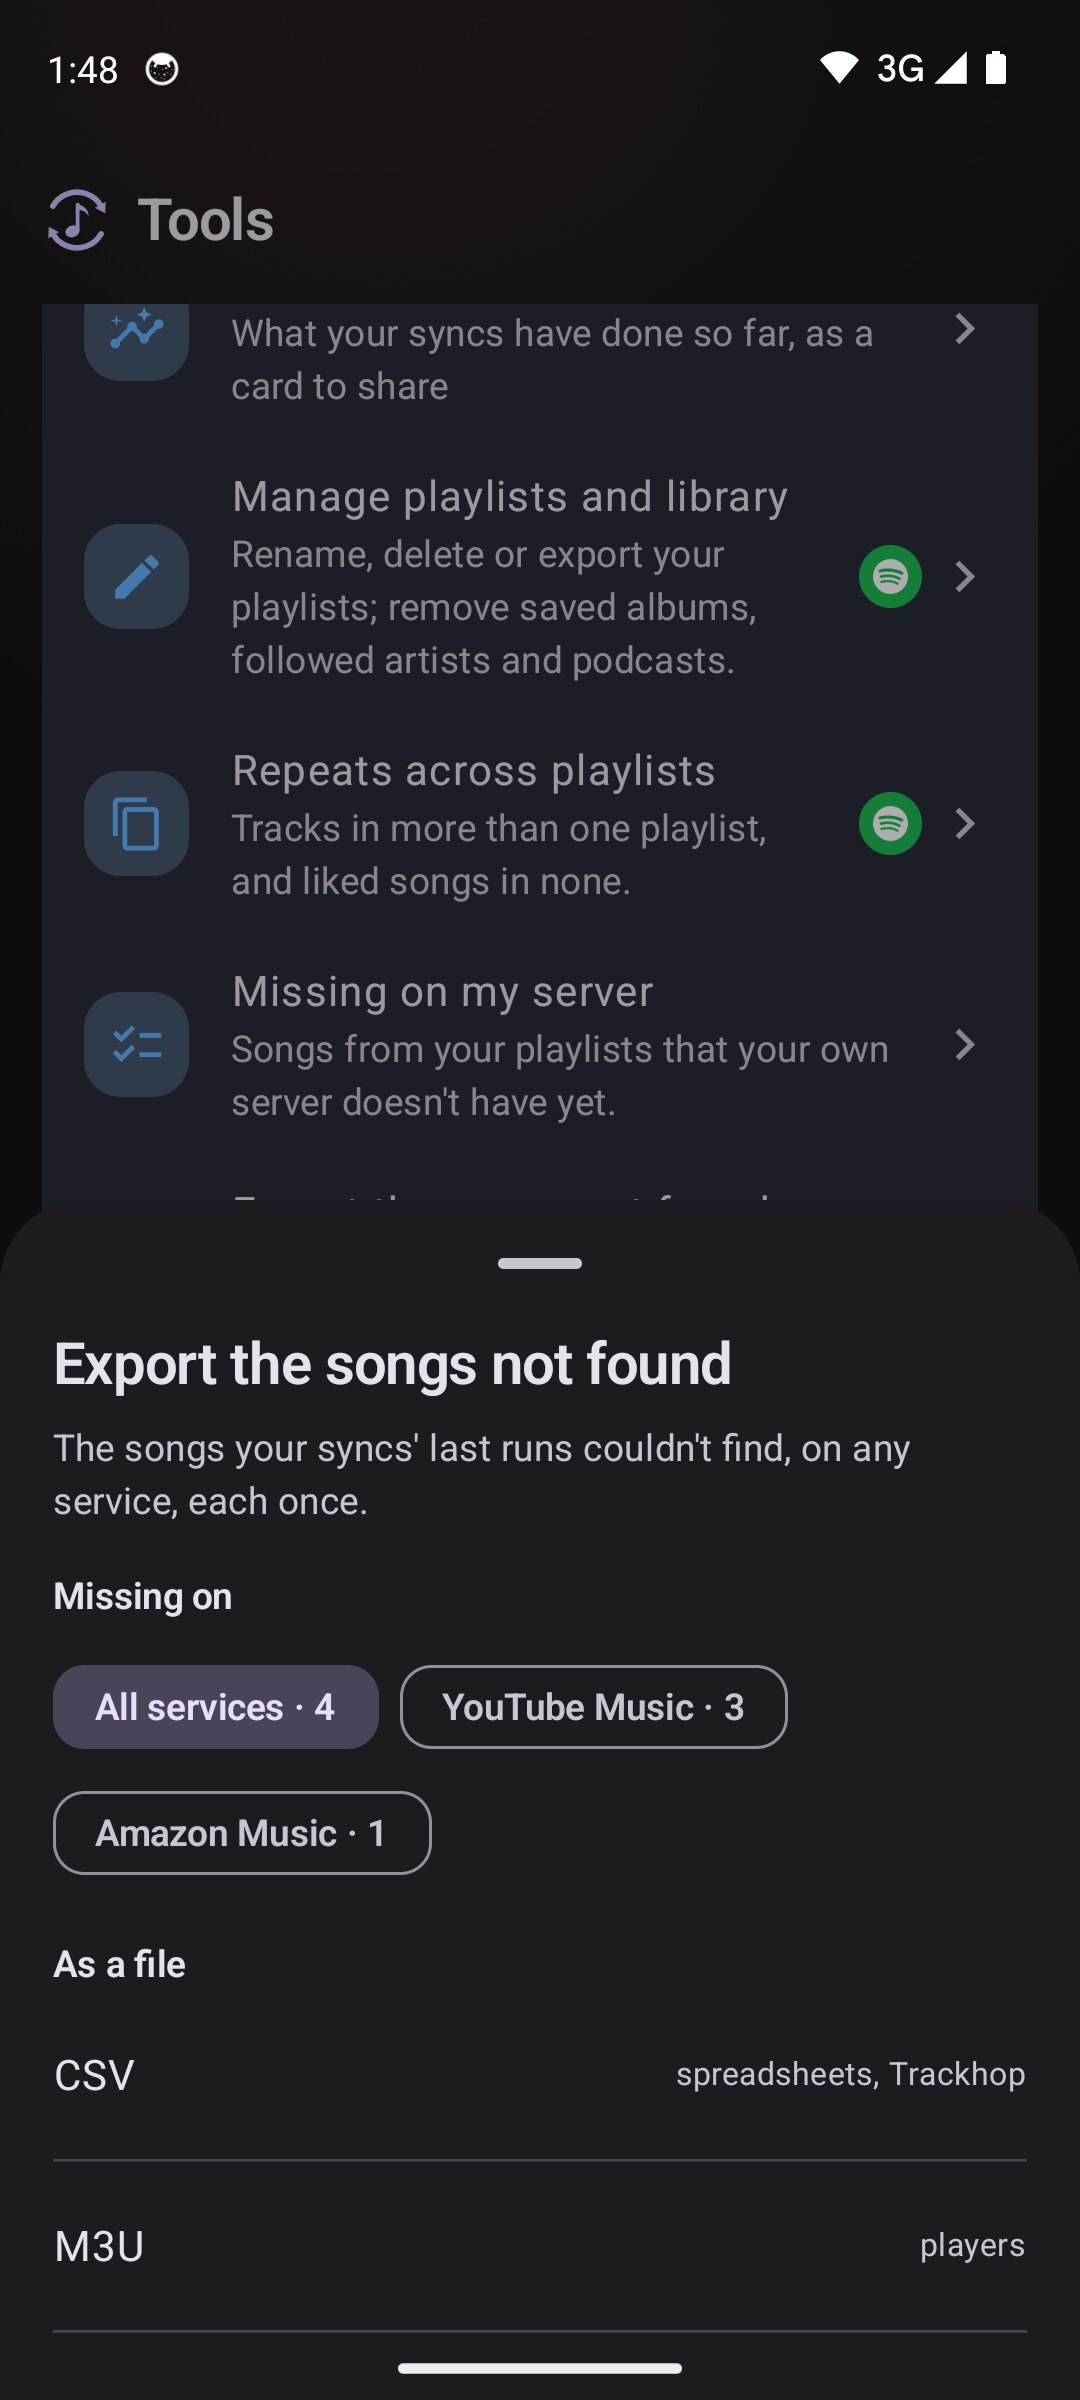 1:48
3G
Tools
What your syncs have done so far, as a
card to share
Manage playlists and library
Rename, delete or export your
playlists; remove saved albums,
followed artists and podcasts.
Repeats across playlists
Tracks in more than one playlist,
and liked songs in none.
Missing on my server
Songs from your playlists that your own
server doesn't have yet.
Export the songs not found
The songs your syncs' last runs couldn't find, on any
service, each once.
Missing on
All services · 4
YouTube Music · 3
Amazon Music · 1
As a file
CSV
spreadsheets, Trackhop
M3U
players